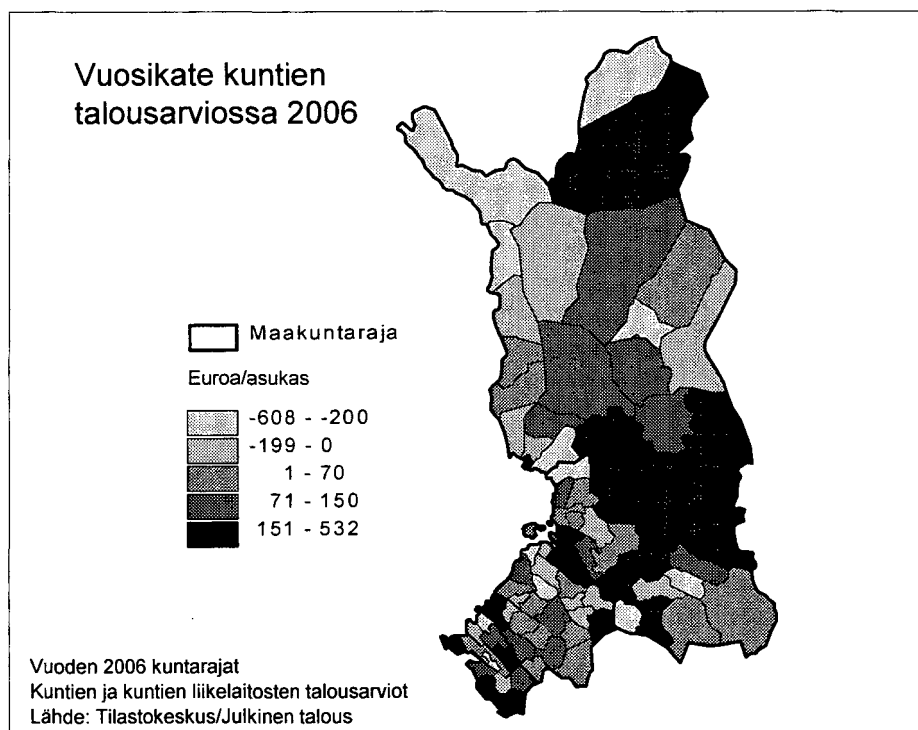 Vuosikate kuntien
talousarviossa 2006
Maakuntaraja
Euroa/asukas
-608 - -200
-199 - 0
1 - 70
71 - 150
151 - 532
Vuoden 2006 kuntarajat
Kuntien ja kuntien liikelaitosten talousarviot
Lähde: Tilastokeskus/Julkinen talous